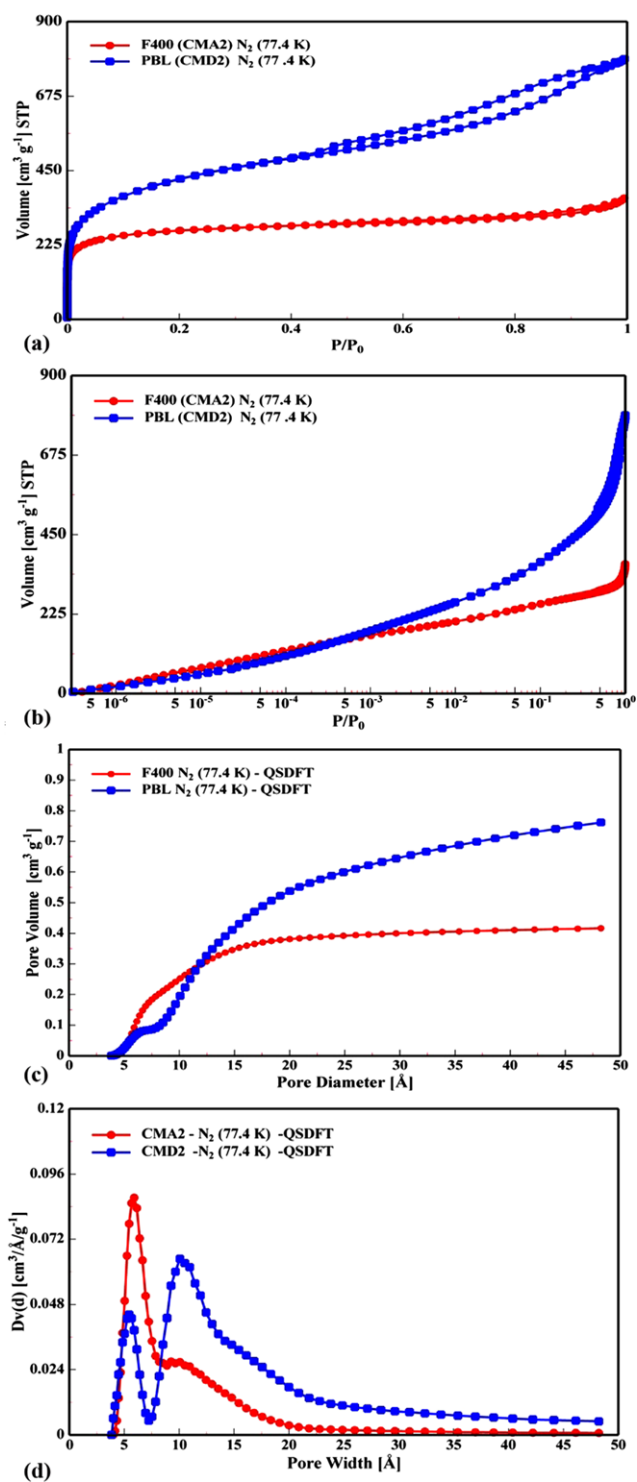 900
675
450
225
0
Volume [cm³ g⁻¹] STP
F400 (CMA2) N₂ (77.4 K)
PBL (CMD2) N₂ (77 .4 K)
0 0.2 0.4 0.6 0.8 1
P/P₀
(a)
900
675
450
225
0
Volume [cm³ g⁻¹] STP
F400 (CMA2) N₂ (77.4 K)
PBL (CMD2) N₂ (77 .4 K)
5 10⁻⁶ 5 10⁻⁵ 5 10⁻⁴ 5 10⁻³ 5 10⁻² 5 10⁻¹ 5 10⁰
P/P₀
(b)
1
0.9
0.8
0.7
0.6
0.5
0.4
0.3
0.2
0.1
0
Pore Volume [cm³ g⁻¹]
F400 N₂ (77.4 K) - QSDFT
PBL N₂ (77.4 K) - QSDFT
0 5 10 15 20 25 30 35 40 45 50
Pore Diameter [Å]
(c)
0.12
0.096
0.072
0.048
0.024
0
Dv(d) [cm³/Å/g⁻¹]
CMA2 - N₂ (77.4 K) -QSDFT
CMD2 -N₂ (77.4 K) -QSDFT
0 5 10 15 20 25 30 35 40 45 50
Pore Width [Å]
(d)